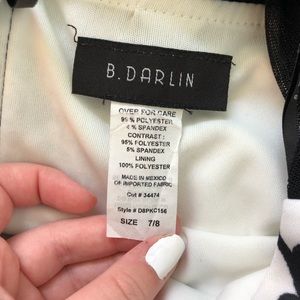 B.DARLIN
OVER FOR CARE
95% POLYESTER
% SPANDEX
CONTRAST:
95% POLYESTER
5% SPANDEX
LINING
100% POLYESTER
MADE IN MEXICO
OF IMPORTED FABRIC
Cut # 34474
Style # D8PKC156
SIZE 7/8